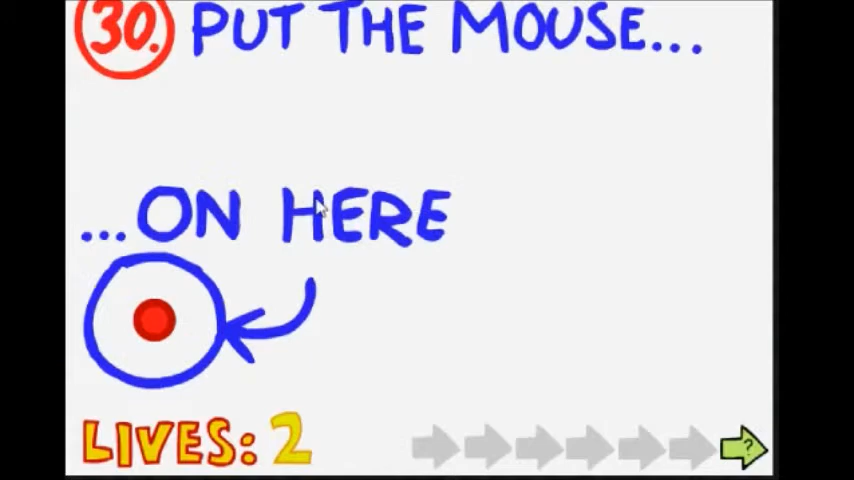 30. PUT THE MOUSE...
...ON HERE
LIVES: 2
?